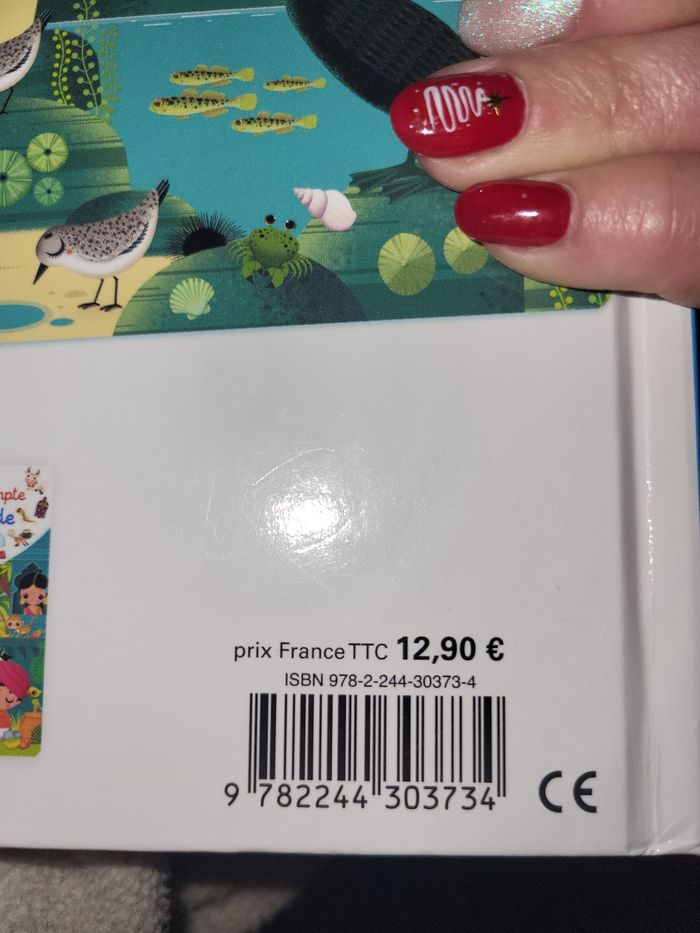 prix France TTC 12,90 €
ISBN 978-2-244-30373-4
9 782244 303734
CE